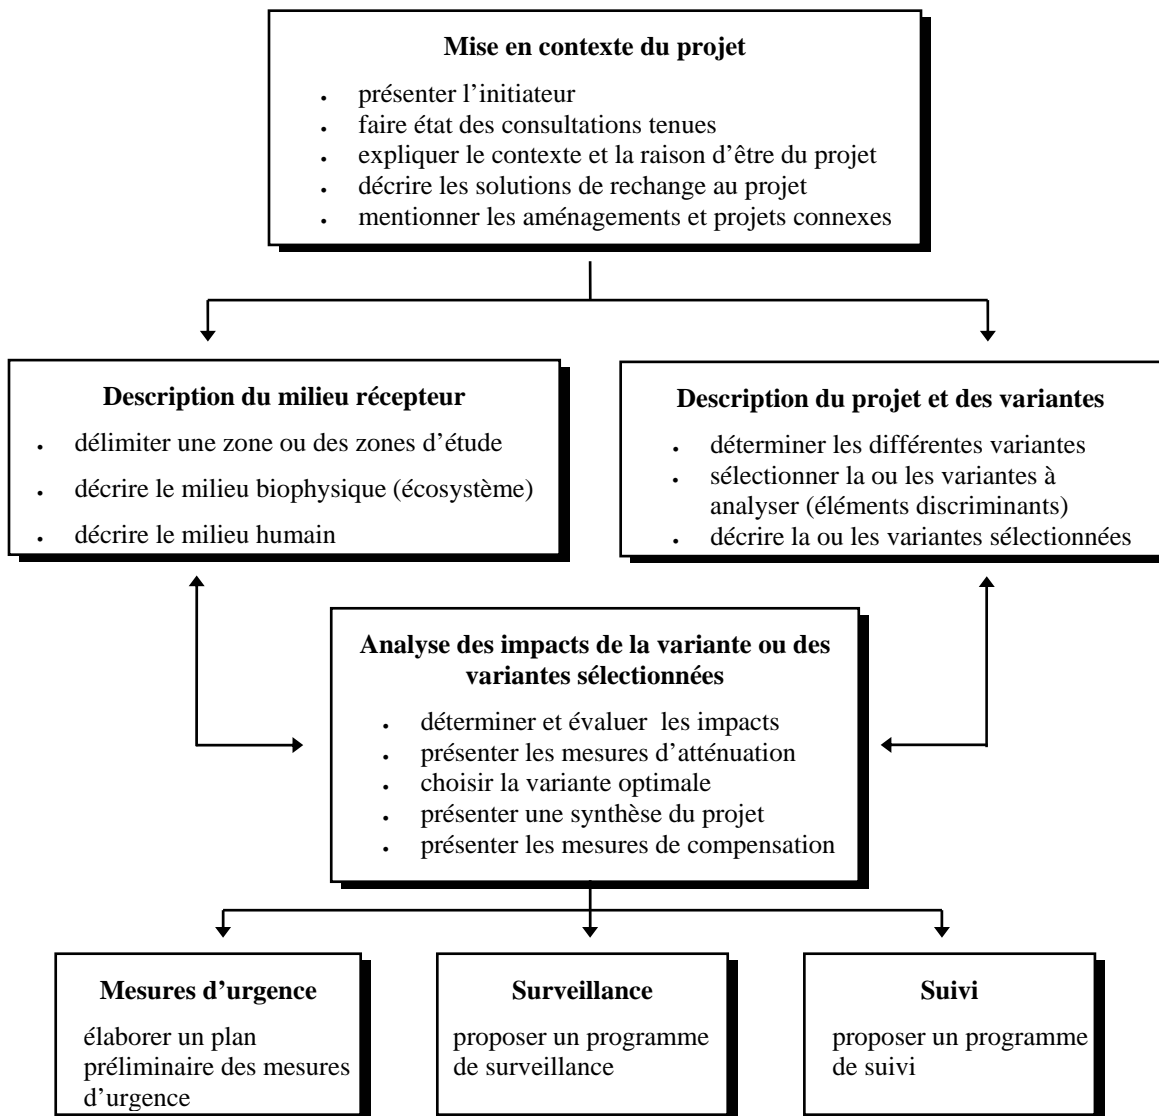 Mise en contexte du projet
• présenter l’initiateur
• faire état des consultations tenues
• expliquer le contexte et la raison d’être du projet
• décrire les solutions de rechange au projet
• mentionner les aménagements et projets connexes
Description du milieu récepteur
• délimiter une zone ou des zones d’étude
• décrire le milieu biophysique (écosystème)
• décrire le milieu humain
Description du projet et des variantes
• déterminer les différentes variantes
• sélectionner la ou les variantes à
analyser (éléments discriminants)
• décrire la ou les variantes sélectionnées
Analyse des impacts de la variante ou des
variantes sélectionnées
• déterminer et évaluer les impacts
• présenter les mesures d’atténuation
• choisir la variante optimale
• présenter une synthèse du projet
• présenter les mesures de compensation
Mesures d’urgence
élaborer un plan
préliminaire des mesures
d’urgence
Surveillance
proposer un programme
de surveillance
Suivi
proposer un programme
de suivi